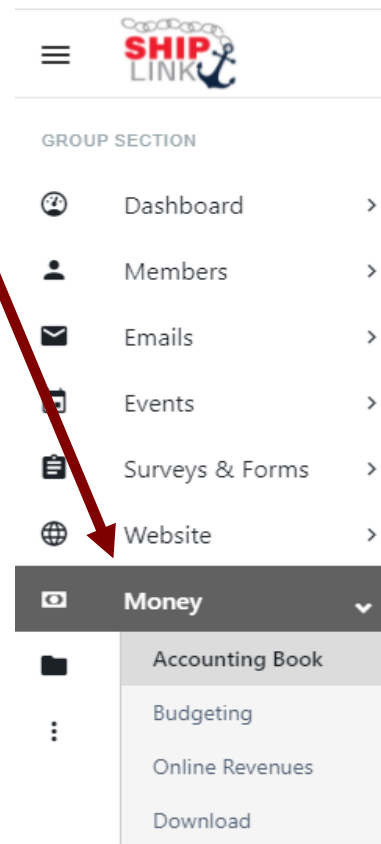 SHIP
LINK
GROUP SECTION
Dashboard
Members
Emails
Events
Surveys & Forms
Website
Money
Accounting Book
Budgeting
Online Revenues
Download